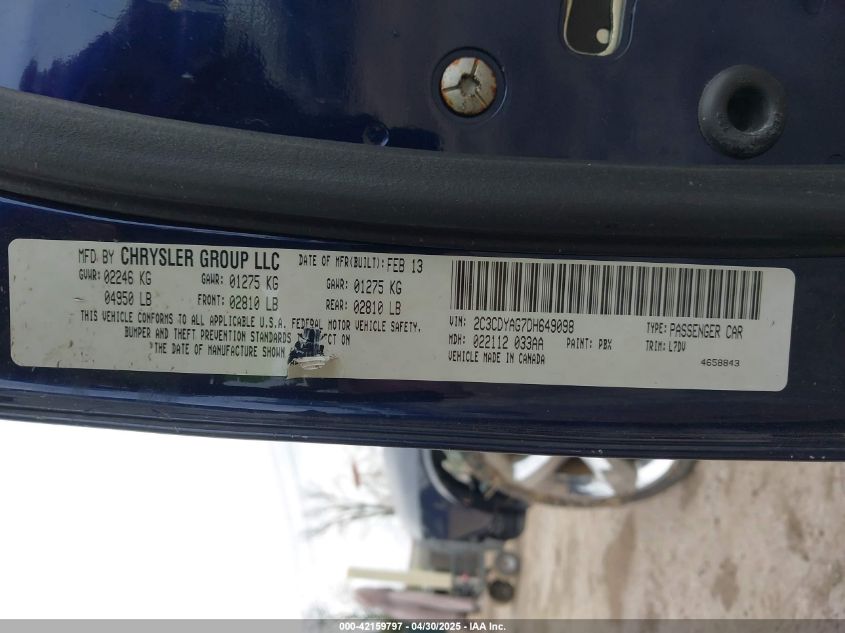 MFD BY CHRYSLER GROUP LLC DATE OF MFR(BUILT): FEB 13
GVWR: 02246 KG GAWR: 01275 KG GAWR: 01275 KG
04950 LB FRONT: 02810 LB REAR: 02810 LB
THIS VEHICLE CONFORMS TO ALL APPLICABLE U.S.A. FEDERAL MOTOR VEHICLE SAFETY,
BUMPER AND THEFT PREVENTION STANDARDS CT ON
THE DATE OF MANUFACTURE SHOWN
VIN: 2C3CDYAG7DH649098 TYPE: PASSENGER CAR
MDH: 022112 033AA PAINT: PBX TRIM: L7DV
VEHICLE MADE IN CANADA 4658843
000-42159797 - 04/30/2025 - IAA Inc.